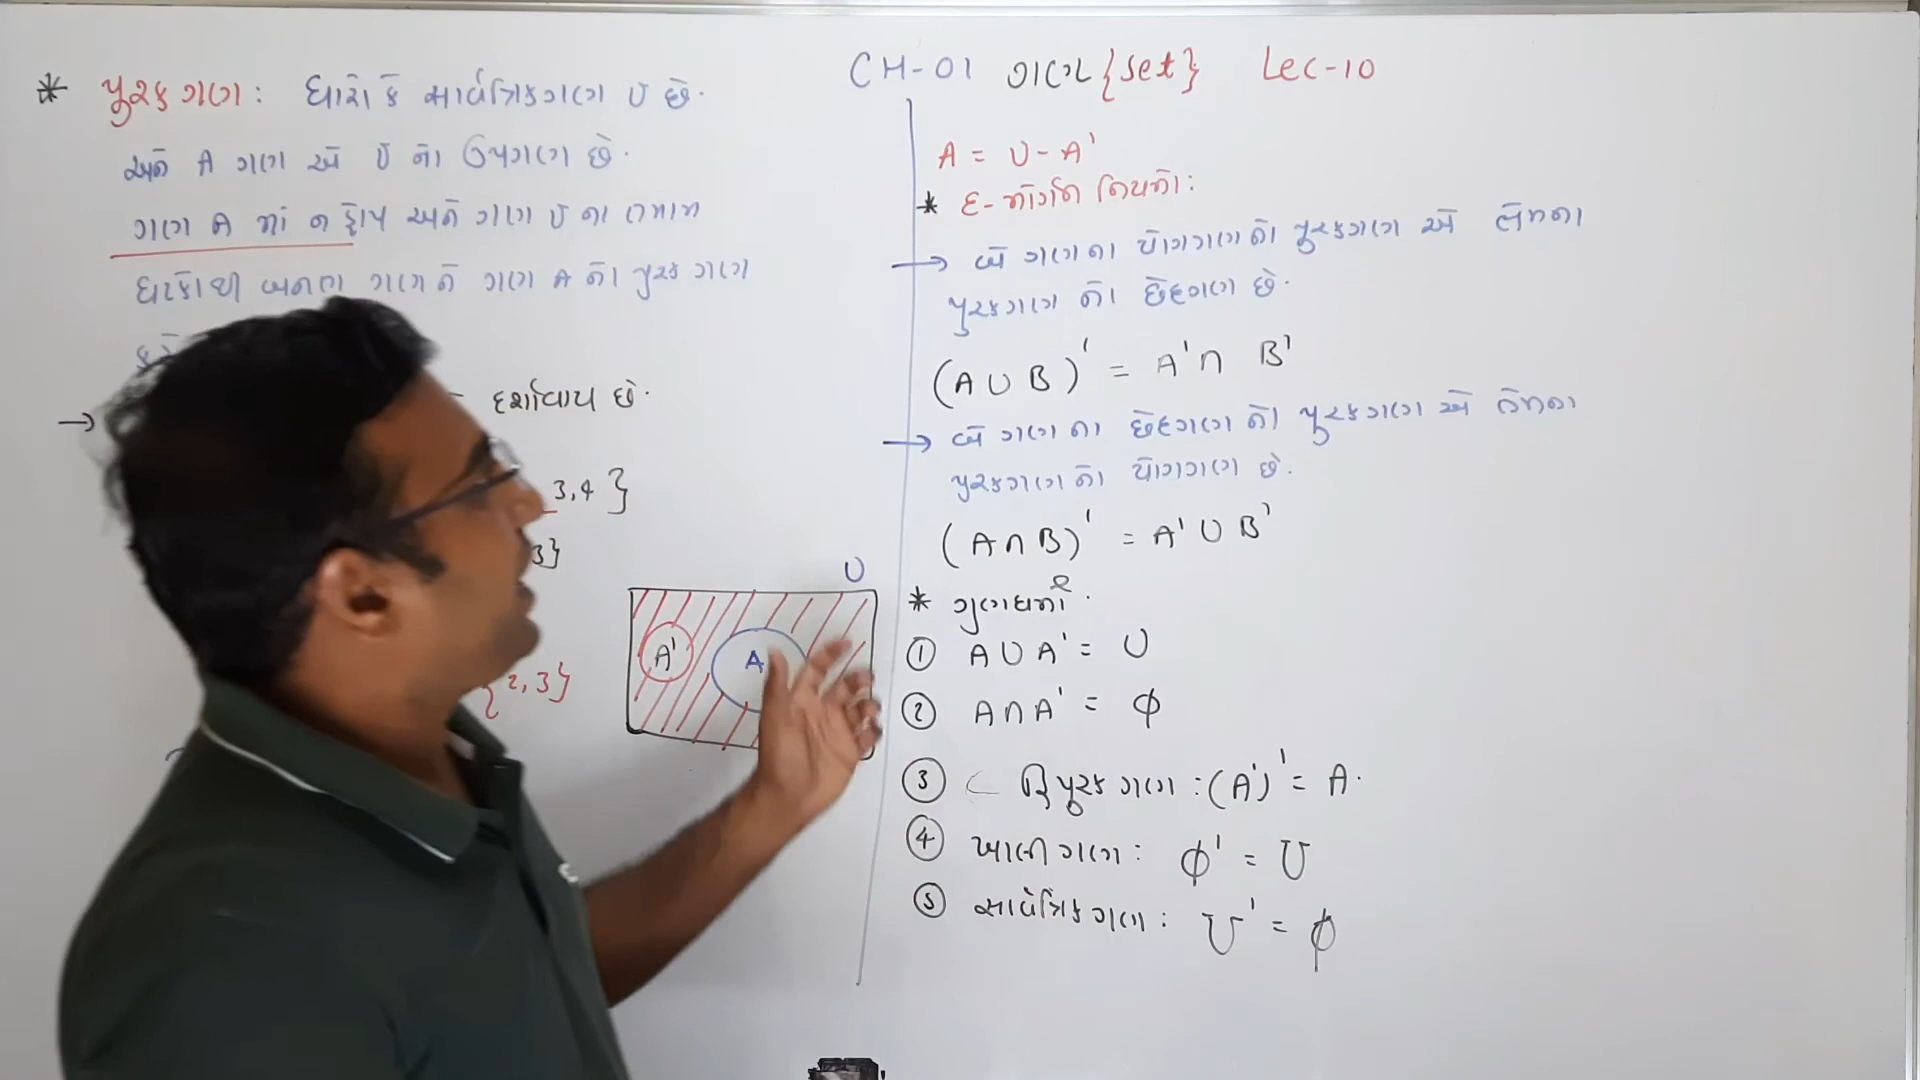 CH-01 ગણ {set} Lec-10
* પુરક ગણ : ધારો કે સાર્વત્રિક ગણ U છે.
અને A ગણ એ U નો ઉપગણ છે.
ગણ A માં ન હોય અને ગણ U ના તમામ
ઘટકોથી બનતા ગણને ગણ A નો પુરક ગણ
→ દર્શાવાય છે.
3,4 }
3}
2,3}
U
A'
A
A = U - A'
* દ-મોર્ગન નિયમો :
→ બે ગણના યોગગણનો પુરકગણ એ તેમના
પુરકગણ નો છેદગણ છે.
(A ∪ B)' = A' ∩ B'
→ બે ગણના છેદગણનો પુરકગણ એ તેમના
પુરકગણનો યોગગણ છે.
(A ∩ B)' = A' ∪ B'
* ગુણધર્મો.
① A ∪ A' = U
② A ∩ A' = ϕ
③ દ્વિપુરક ગણ : (A')' = A.
④ ખાલી ગણ : ϕ' = U
⑤ સાર્વત્રિક ગણ : U' = ϕ